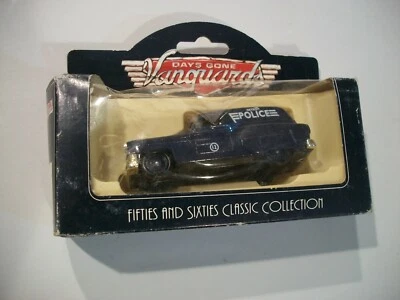 DAYS GONE
Vanguards
POLICE
FIFTIES AND SIXTIES CLASSIC COLLECTION